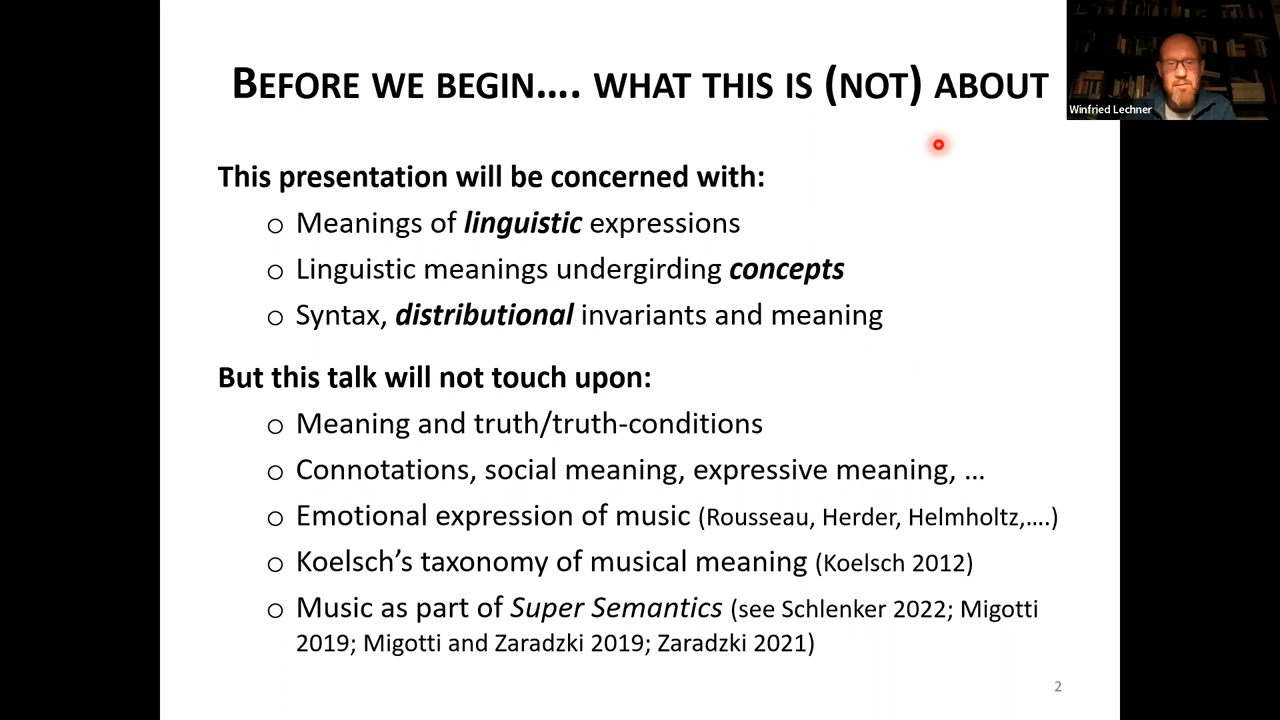 BEFORE WE BEGIN…. WHAT THIS IS (NOT) ABOUT
Winfried Lechner
This presentation will be concerned with:
o Meanings of linguistic expressions
o Linguistic meanings undergirding concepts
o Syntax, distributional invariants and meaning
But this talk will not touch upon:
o Meaning and truth/truth-conditions
o Connotations, social meaning, expressive meaning, …
o Emotional expression of music (Rousseau, Herder, Helmholtz,….)
o Koelsch’s taxonomy of musical meaning (Koelsch 2012)
o Music as part of Super Semantics (see Schlenker 2022; Migotti
2019; Migotti and Zaradzki 2019; Zaradzki 2021)
2